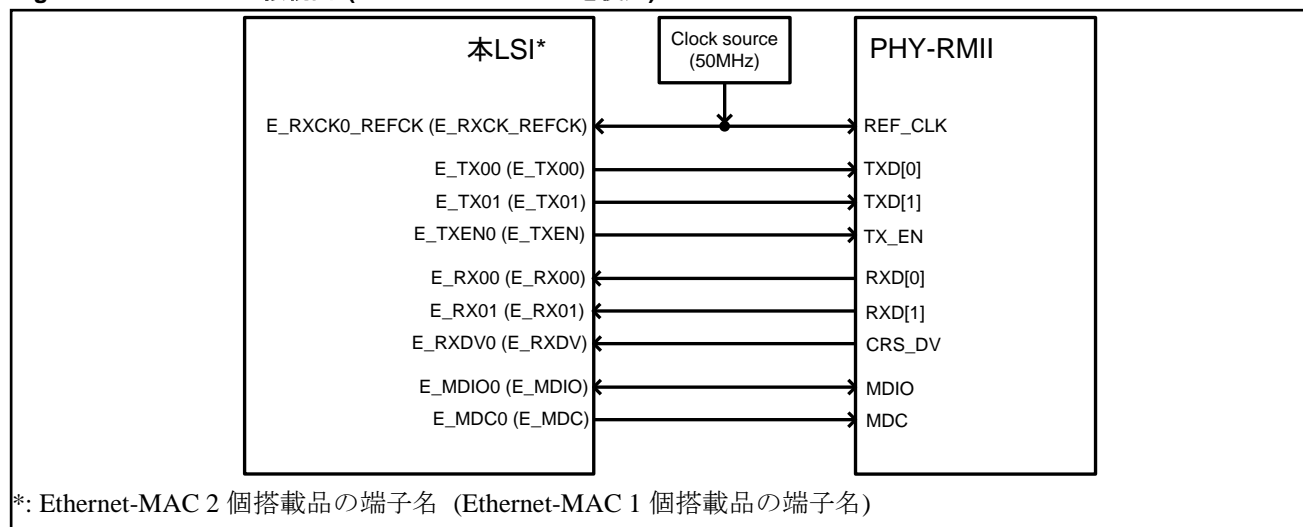 本LSI*
Clock source
(50MHz)
PHY-RMII
E_RXCK0_REFCK (E_RXCK_REFCK)
REF_CLK
E_TX00 (E_TX00)
TXD[0]
E_TX01 (E_TX01)
TXD[1]
E_TXEN0 (E_TXEN)
TX_EN
E_RX00 (E_RX00)
RXD[0]
E_RX01 (E_RX01)
RXD[1]
E_RXDV0 (E_RXDV)
CRS_DV
E_MDIO0 (E_MDIO)
MDIO
E_MDC0 (E_MDC)
MDC
*: Ethernet-MAC 2 個搭載品の端子名 (Ethernet-MAC 1 個搭載品の端子名)